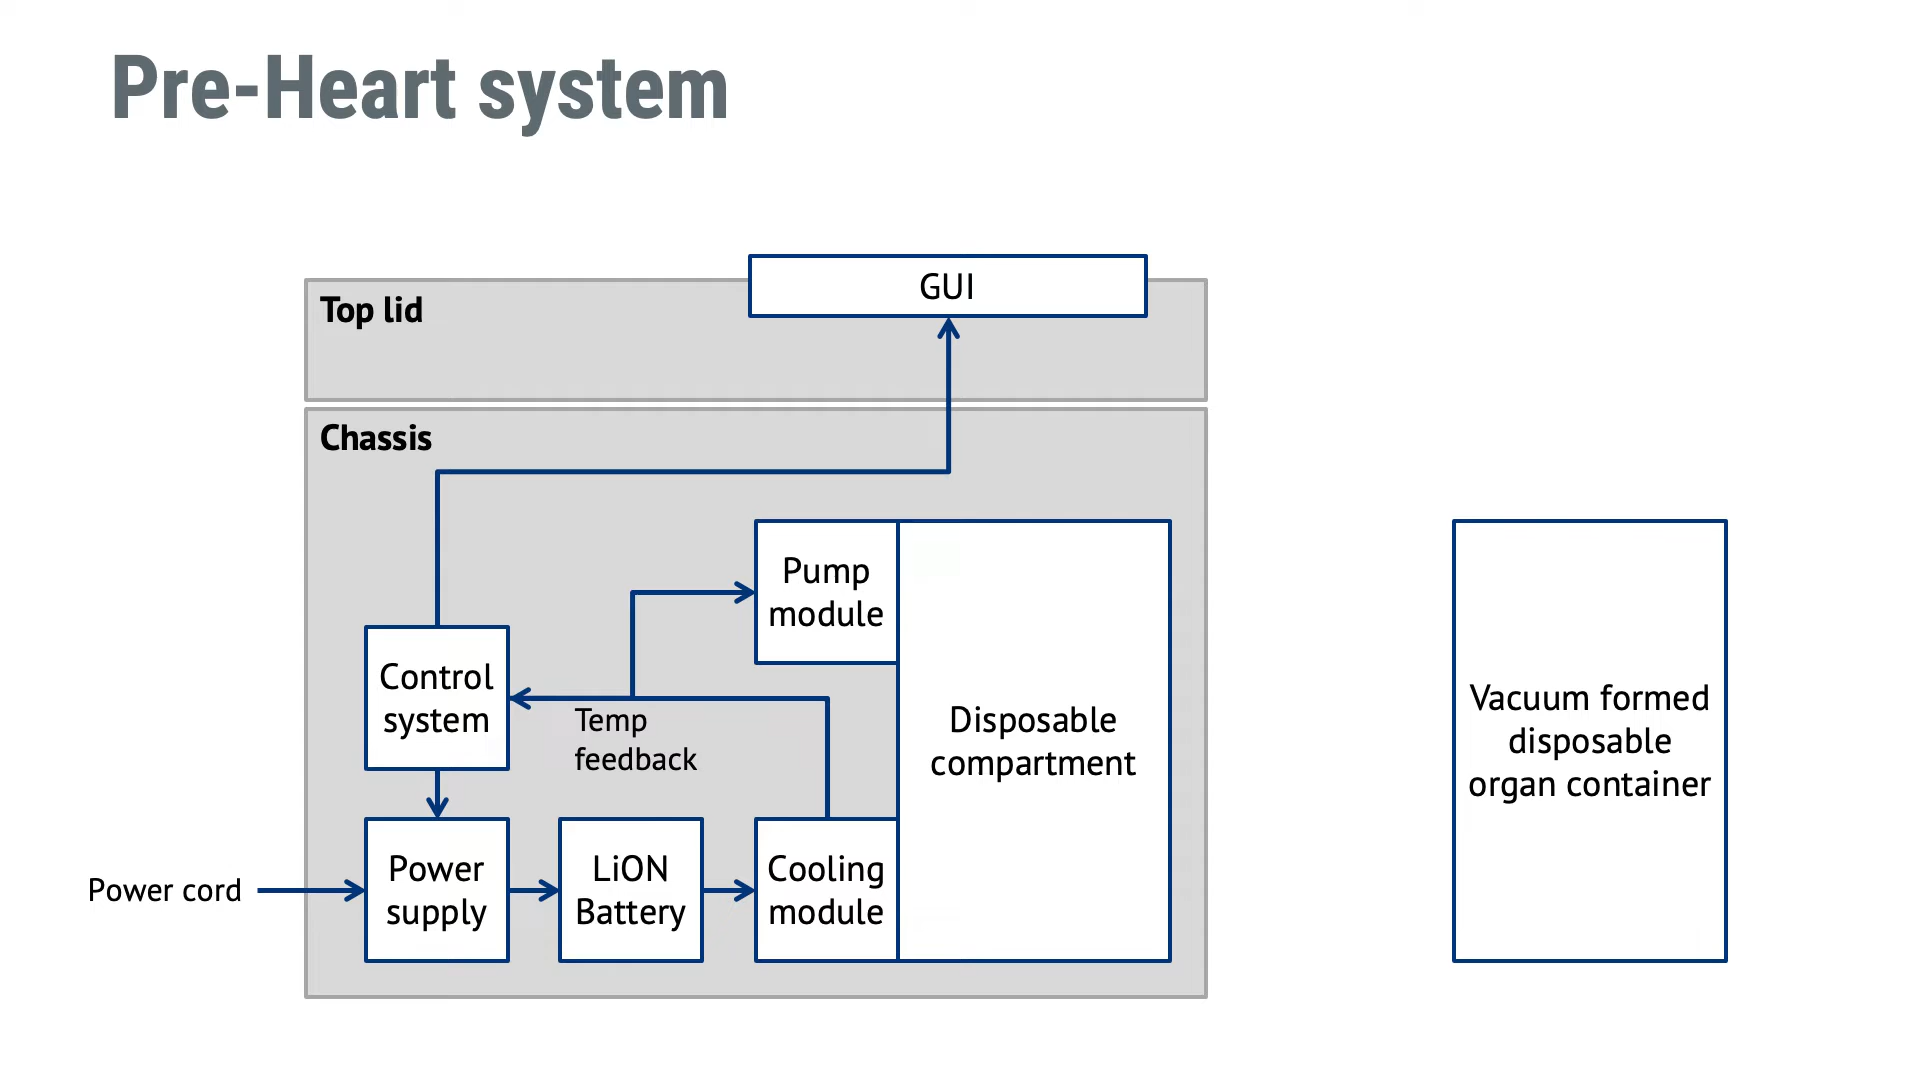 Pre-Heart system
GUI
Top lid
Chassis
Pump
module
Control
system
Temp
feedback
Disposable
compartment
Vacuum formed
disposable
organ container
Power cord
Power
supply
LiON
Battery
Cooling
module